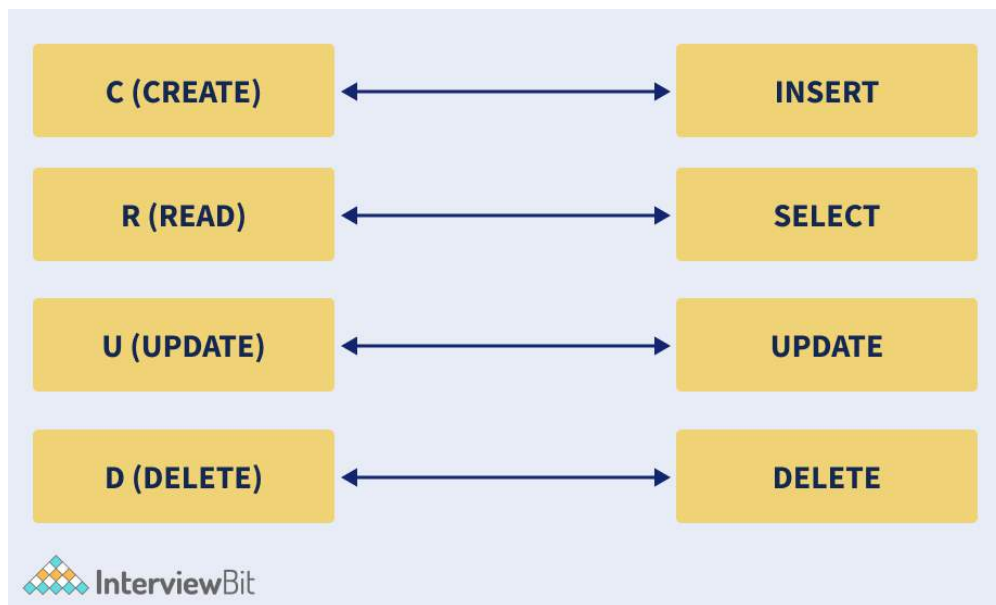 C (CREATE)
INSERT
R (READ)
SELECT
U (UPDATE)
UPDATE
D (DELETE)
DELETE
InterviewBit